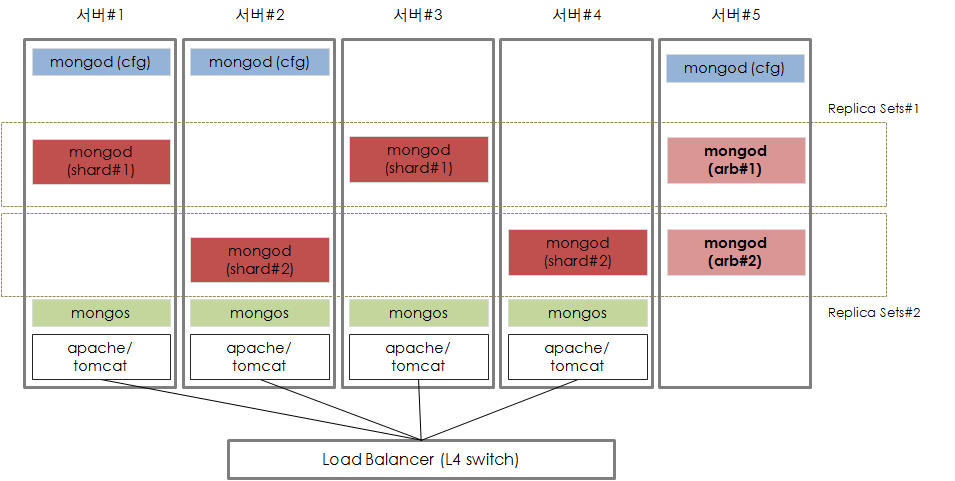 서버#1
서버#2
서버#3
서버#4
서버#5
mongod (cfg)
mongod (cfg)
mongod (cfg)
Replica Sets#1
mongod
(shard#1)
mongod
(shard#1)
mongod
(arb#1)
mongod
(shard#2)
mongod
(shard#2)
mongod
(arb#2)
Replica Sets#2
mongos
mongos
mongos
mongos
apache/
tomcat
apache/
tomcat
apache/
tomcat
apache/
tomcat
Load Balancer (L4 switch)